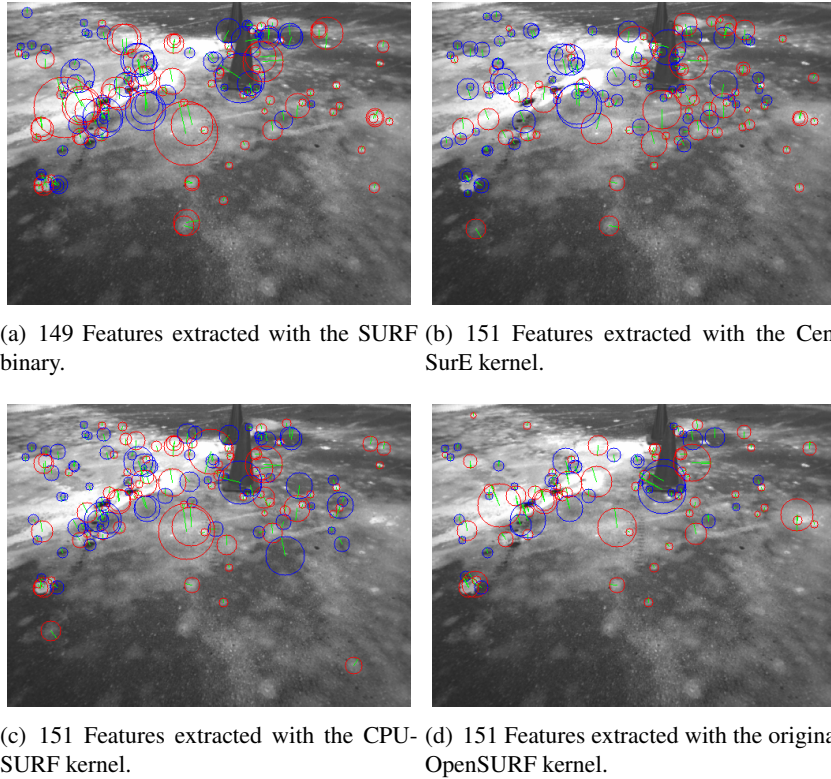 (a) 149 Features extracted with the SURF
binary.
(b) 151 Features extracted with the Cen
SurE kernel.
(c) 151 Features extracted with the CPU-
SURF kernel.
(d) 151 Features extracted with the origina
OpenSURF kernel.